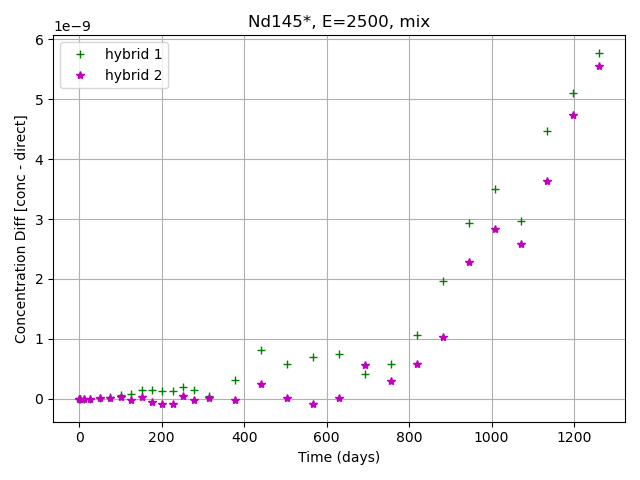 Nd145*, E=2500, mix
1e−9
hybrid 1
hybrid 2
Concentration Diff [conc - direct]
6
5
4
3
2
1
0
0 200 400 600 800 1000 1200
Time (days)